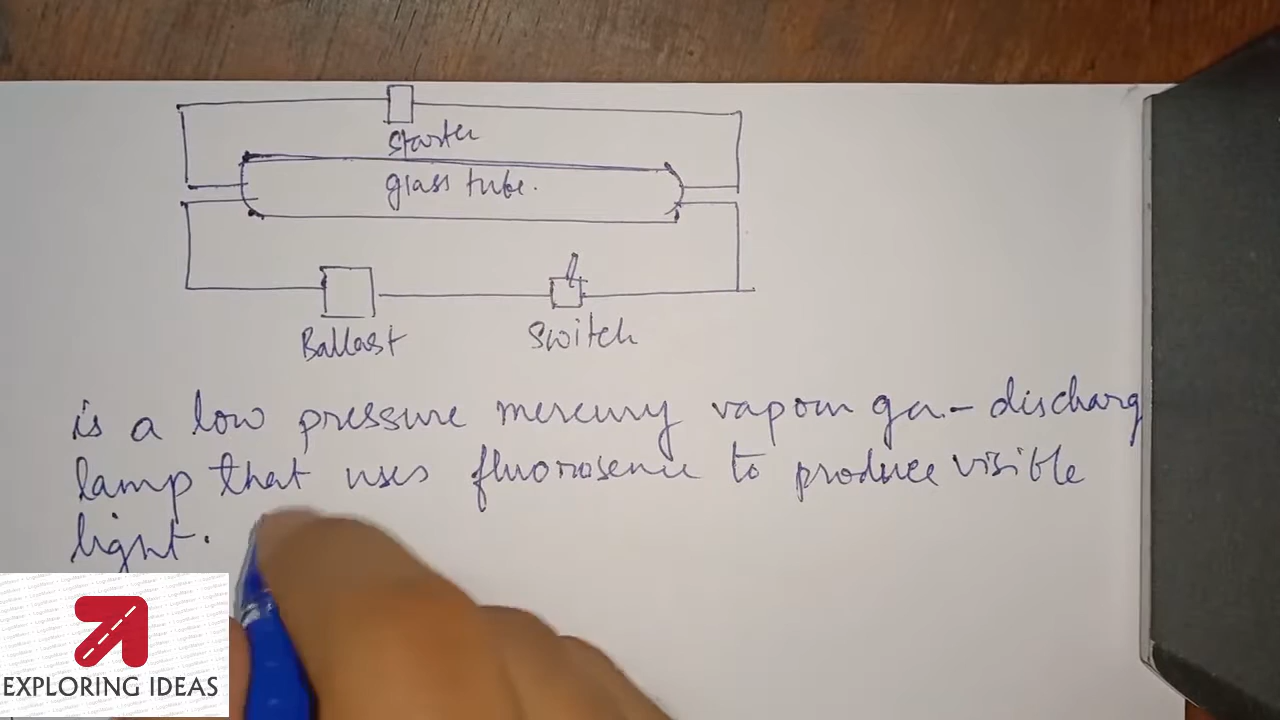 Starter
glass tube.
Ballast
Switch
is a low pressure mercury vapour gas-discharg
lamp that uses fluorosence to produce visible
light.
EXPLORING IDEAS